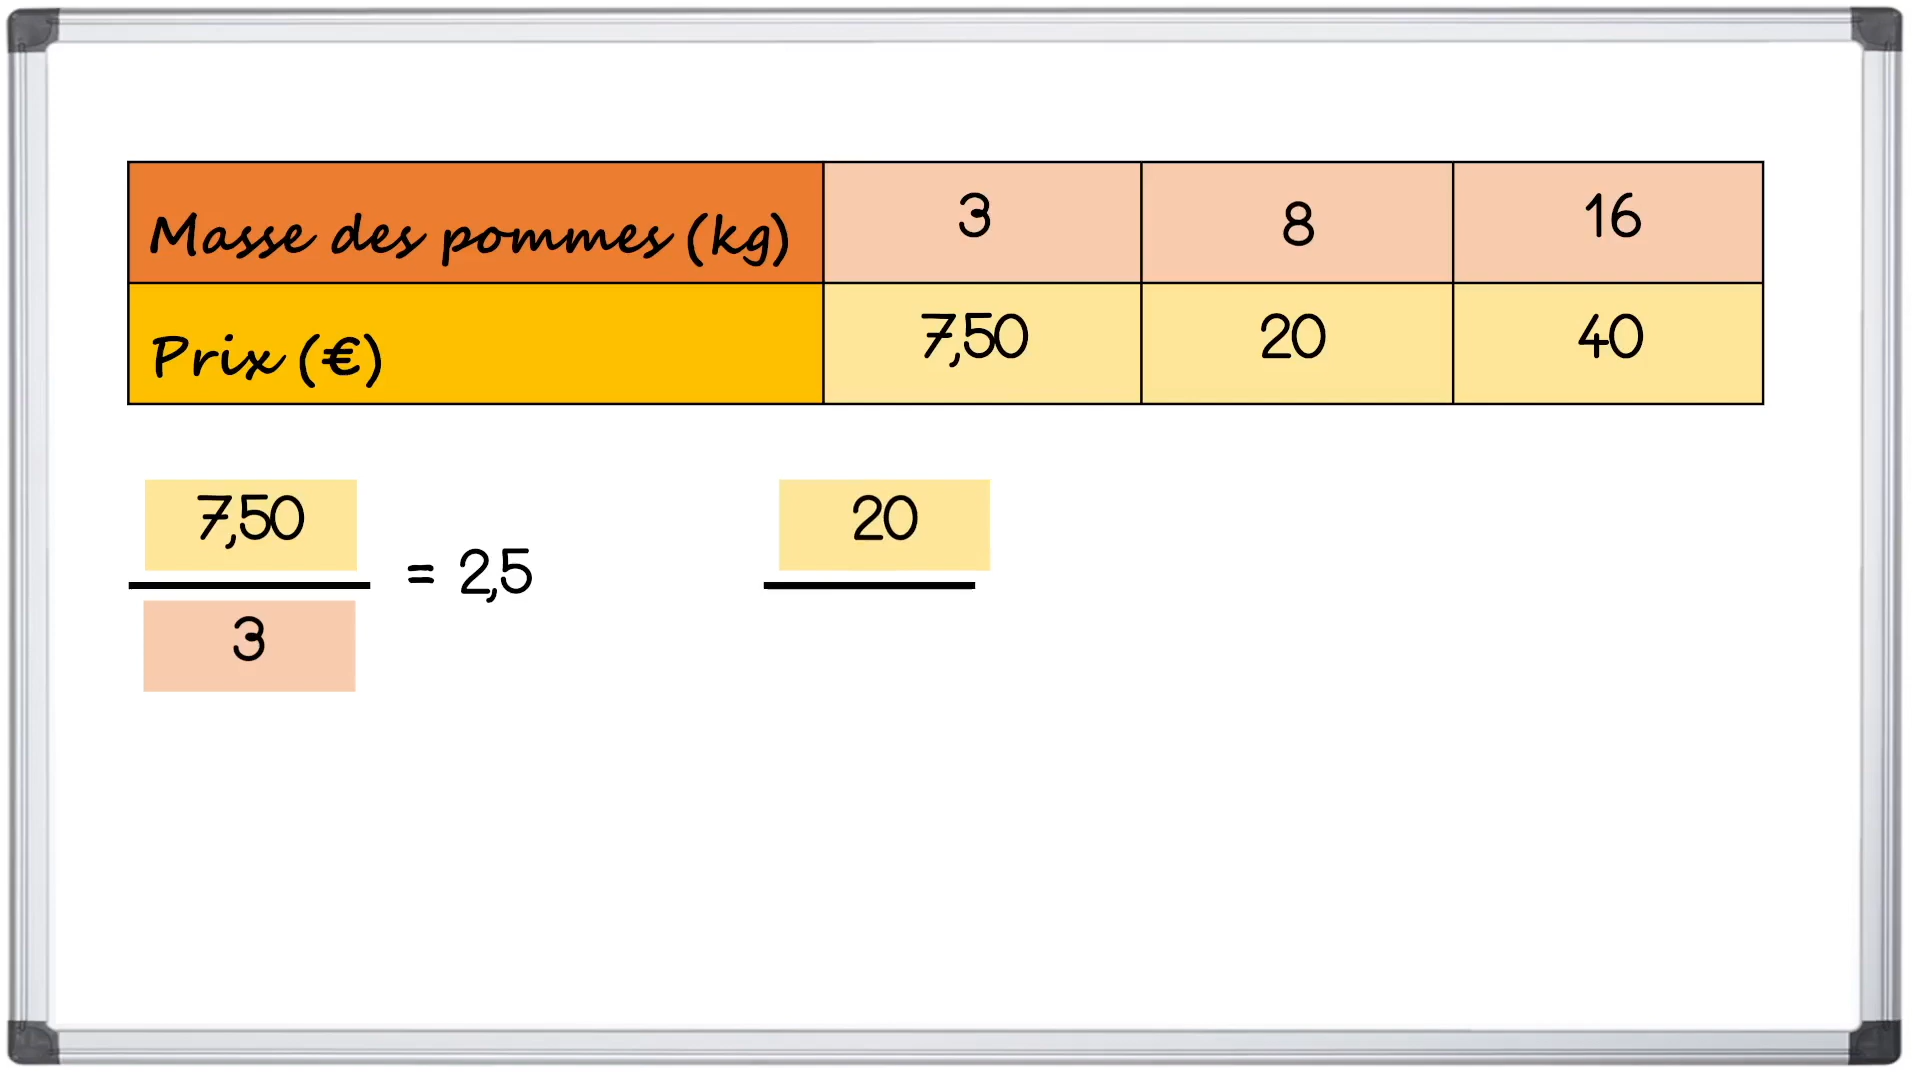 Masse des pommes (kg) 3 8 16
Prix (€) 7,50 20 40
7,50 20
= 2,5
3